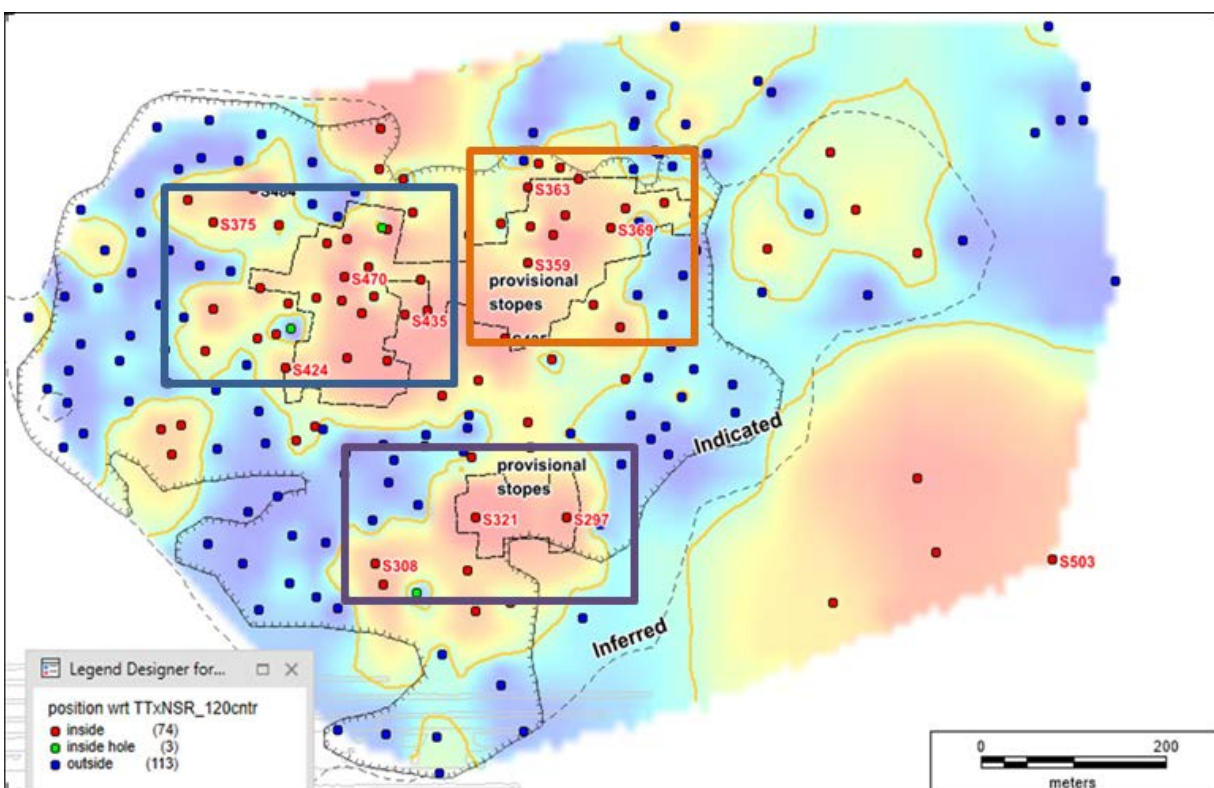 S363
S484
S375
S369
S359
S470
provisional
stopes
S435
S424
Indicated
provisional
stopes
S321
S297
S308
S503
Inferred
Legend Designer for...
position wrt TTxNSR_120cntr
inside (74)
inside hole (3)
outside (113)
0 200
meters